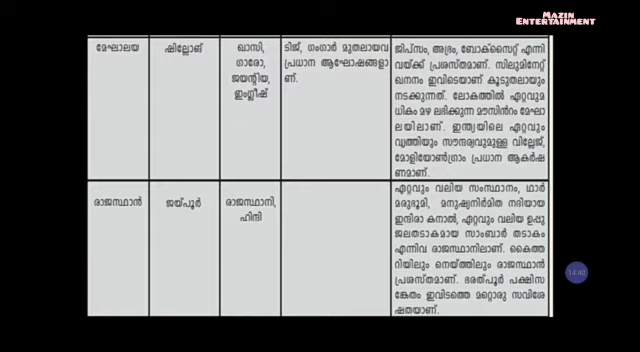 Mazin
Entertainment
മേഘാലയ
ഷില്ലോങ്
ഖാസി,
ഗാരോ,
ജയന്റിയ,
ഇംഗ്ലീഷ്
ടിജ്, ഗംഗാർ മുതലായവ
പ്രധാന ആഘോഷങ്ങളാ
ണ്.
ജിപ്സം, അഭ്രം, ബോക്സൈറ്റ് എന്നി
വയ്ക്ക് പ്രശസ്തമാണ്. സിലുമിനേറ്റ്
ഖനനം ഇവിടെയാണ് കൂടുതലായും
നടക്കുന്നത്. ലോകത്തിൽ ഏറ്റവുമ
ധികം മഴ ലഭിക്കുന്ന മൗസിൻറം മേഘാ
ലയിലാണ്. ഇന്ത്യയിലെ ഏറ്റവും
വൃത്തിയും സൗന്ദര്യവുമുള്ള വില്ലേജ്,
മോളിയോൺഗ്രാം പ്രധാന ആകർഷ
ണമാണ്.
രാജസ്ഥാൻ
ജയ്പൂർ
രാജസ്ഥാനി,
ഹിന്ദി
ഏറ്റവും വലിയ സംസ്ഥാനം, ഥാർ
മരുഭൂമി, മനുഷ്യനിർമിത നദിയായ
ഇന്ദിരാ കനാൽ, ഏറ്റവും വലിയ ഉപ്പു
ജലതടാകമായ സാംബാർ തടാകം
എന്നിവ രാജസ്ഥാനിലാണ്. കൈത്ത
റിയിലും നെയ്ത്തിലും രാജസ്ഥാൻ
പ്രശസ്തമാണ്. ഭരത്പൂർ പക്ഷിസ
ങ്കേതം ഇവിടത്തെ മറ്റൊരു സവിശേ
ഷതയാണ്.
14:40